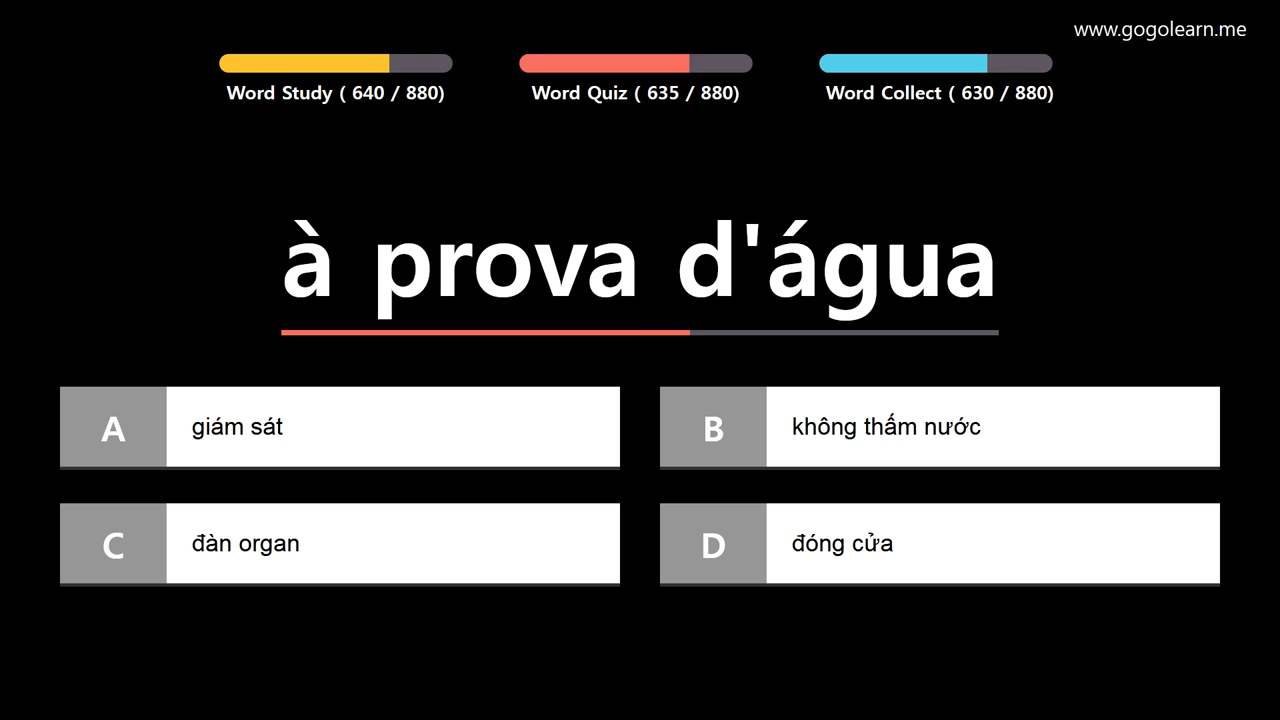 www.gogolearn.me
Word Study ( 640 / 880)
Word Quiz ( 635 / 880)
Word Collect ( 630 / 880)
à prova d'água
A
giám sát
B
không thấm nước
C
đàn organ
D
đóng cửa